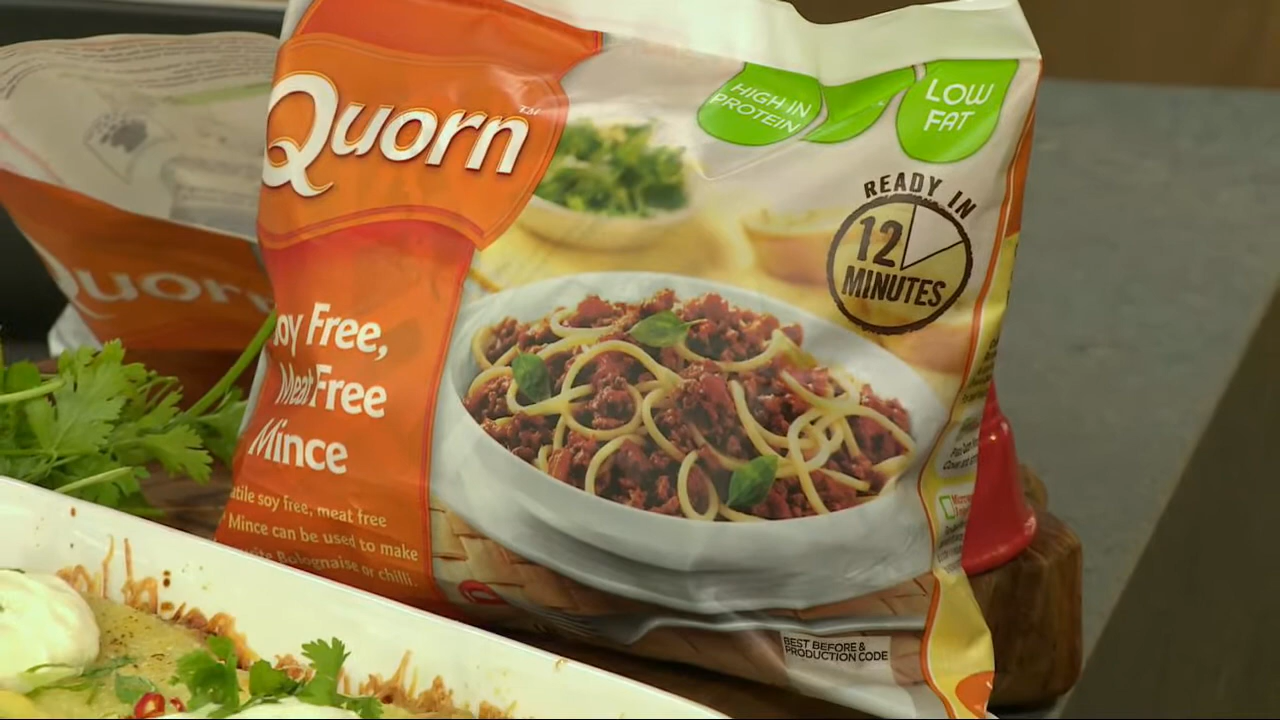 Quorn™
HIGH IN
PROTEIN
LOW
FAT
READY IN
12
MINUTES
oy Free,
Meat Free
Mince
atile soy free, meat free
Mince can be used to make
Bolognaise or chilli.
BEST BEFORE &
PRODUCTION CODE
Quorn